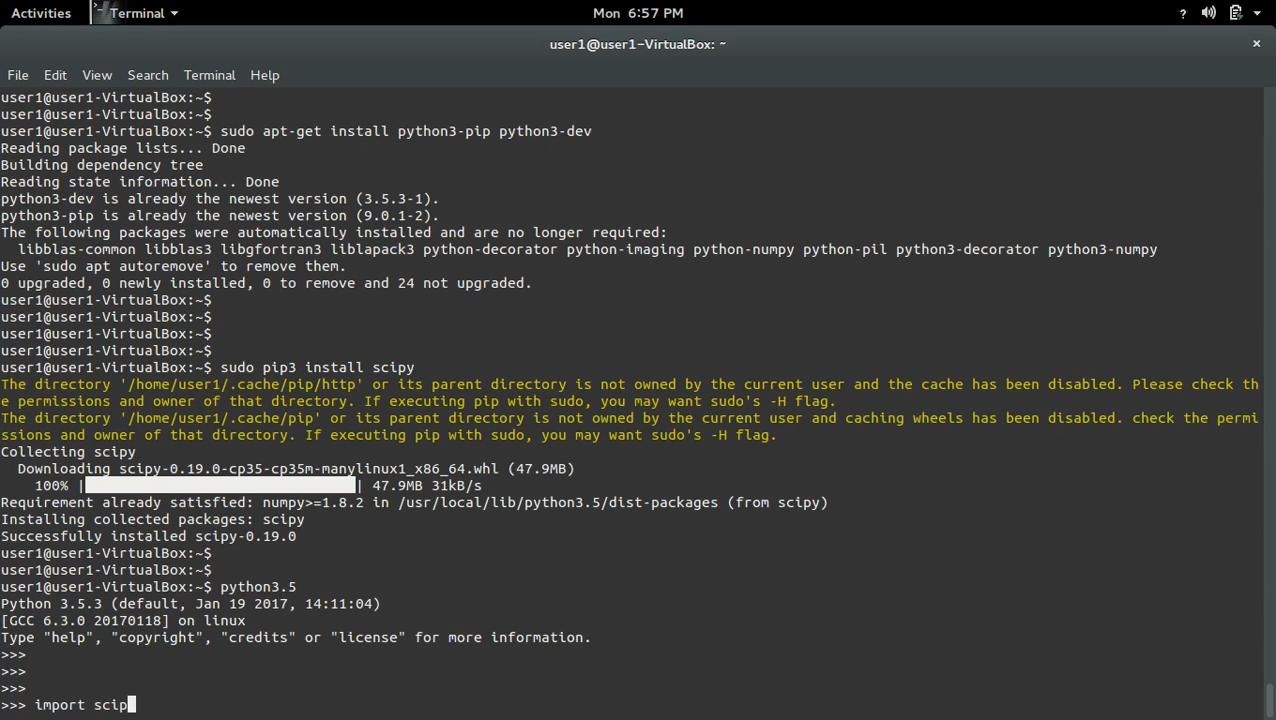 Activities Terminal Mon 6:57 PM ?
user1@user1-VirtualBox: ~ ×
File Edit View Search Terminal Help
user1@user1-VirtualBox:~$
user1@user1-VirtualBox:~$
user1@user1-VirtualBox:~$ sudo apt-get install python3-pip python3-dev
Reading package lists... Done
Building dependency tree
Reading state information... Done
python3-dev is already the newest version (3.5.3-1).
python3-pip is already the newest version (9.0.1-2).
The following packages were automatically installed and are no longer required:
libblas-common libblas3 libgfortran3 liblapack3 python-decorator python-imaging python-numpy python-pil python3-decorator python3-numpy
Use 'sudo apt autoremove' to remove them.
0 upgraded, 0 newly installed, 0 to remove and 24 not upgraded.
user1@user1-VirtualBox:~$
user1@user1-VirtualBox:~$
user1@user1-VirtualBox:~$
user1@user1-VirtualBox:~$
user1@user1-VirtualBox:~$ sudo pip3 install scipy
The directory '/home/user1/.cache/pip/http' or its parent directory is not owned by the current user and the cache has been disabled. Please check th
e permissions and owner of that directory. If executing pip with sudo, you may want sudo's -H flag.
The directory '/home/user1/.cache/pip' or its parent directory is not owned by the current user and caching wheels has been disabled. check the permi
ssions and owner of that directory. If executing pip with sudo, you may want sudo's -H flag.
Collecting scipy
Downloading scipy-0.19.0-cp35-cp35m-manylinux1_x86_64.whl (47.9MB)
100% | | 47.9MB 31kB/s
Requirement already satisfied: numpy>=1.8.2 in /usr/local/lib/python3.5/dist-packages (from scipy)
Installing collected packages: scipy
Successfully installed scipy-0.19.0
user1@user1-VirtualBox:~$
user1@user1-VirtualBox:~$
user1@user1-VirtualBox:~$ python3.5
Python 3.5.3 (default, Jan 19 2017, 14:11:04)
[GCC 6.3.0 20170118] on linux
Type "help", "copyright", "credits" or "license" for more information.
>>>
>>>
>>>
>>> import scip